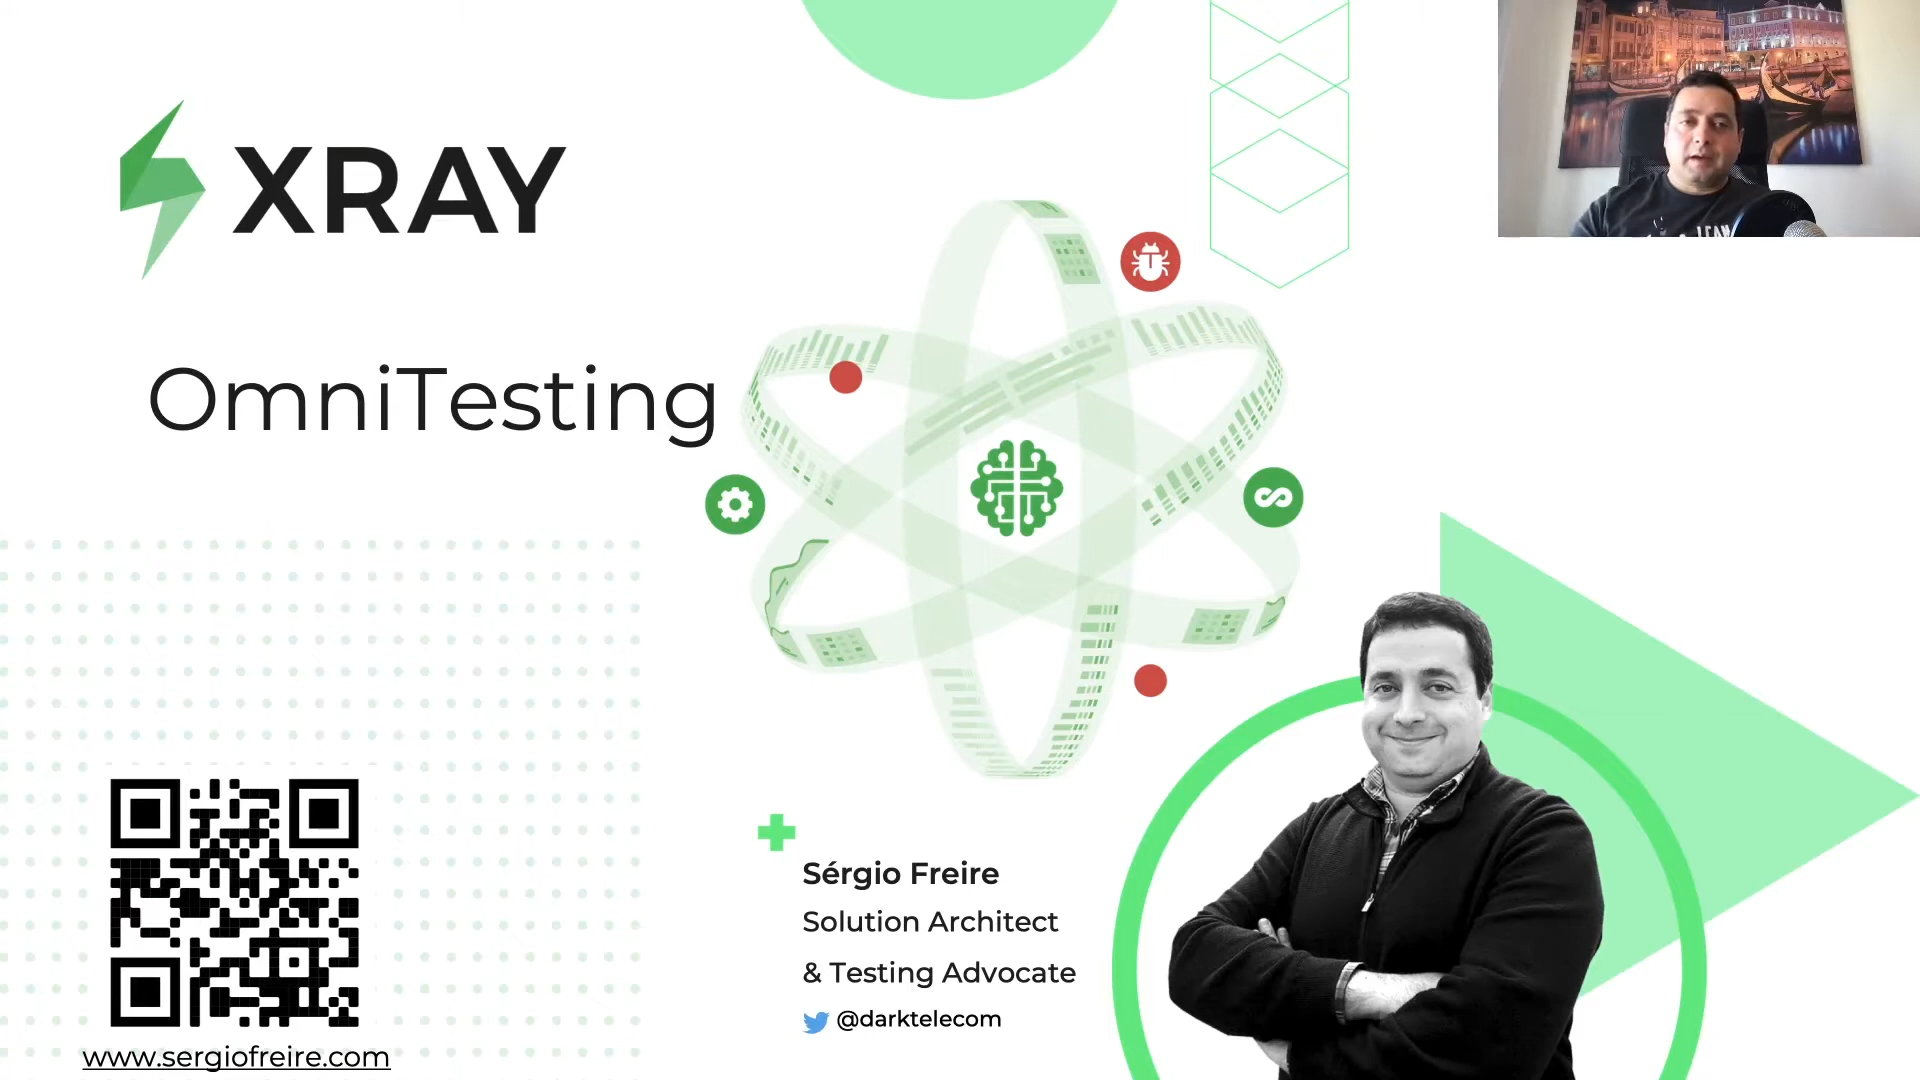 XRAY
OmniTesting
Sérgio Freire
Solution Architect
& Testing Advocate
@darktelecom
www.sergiofreire.com